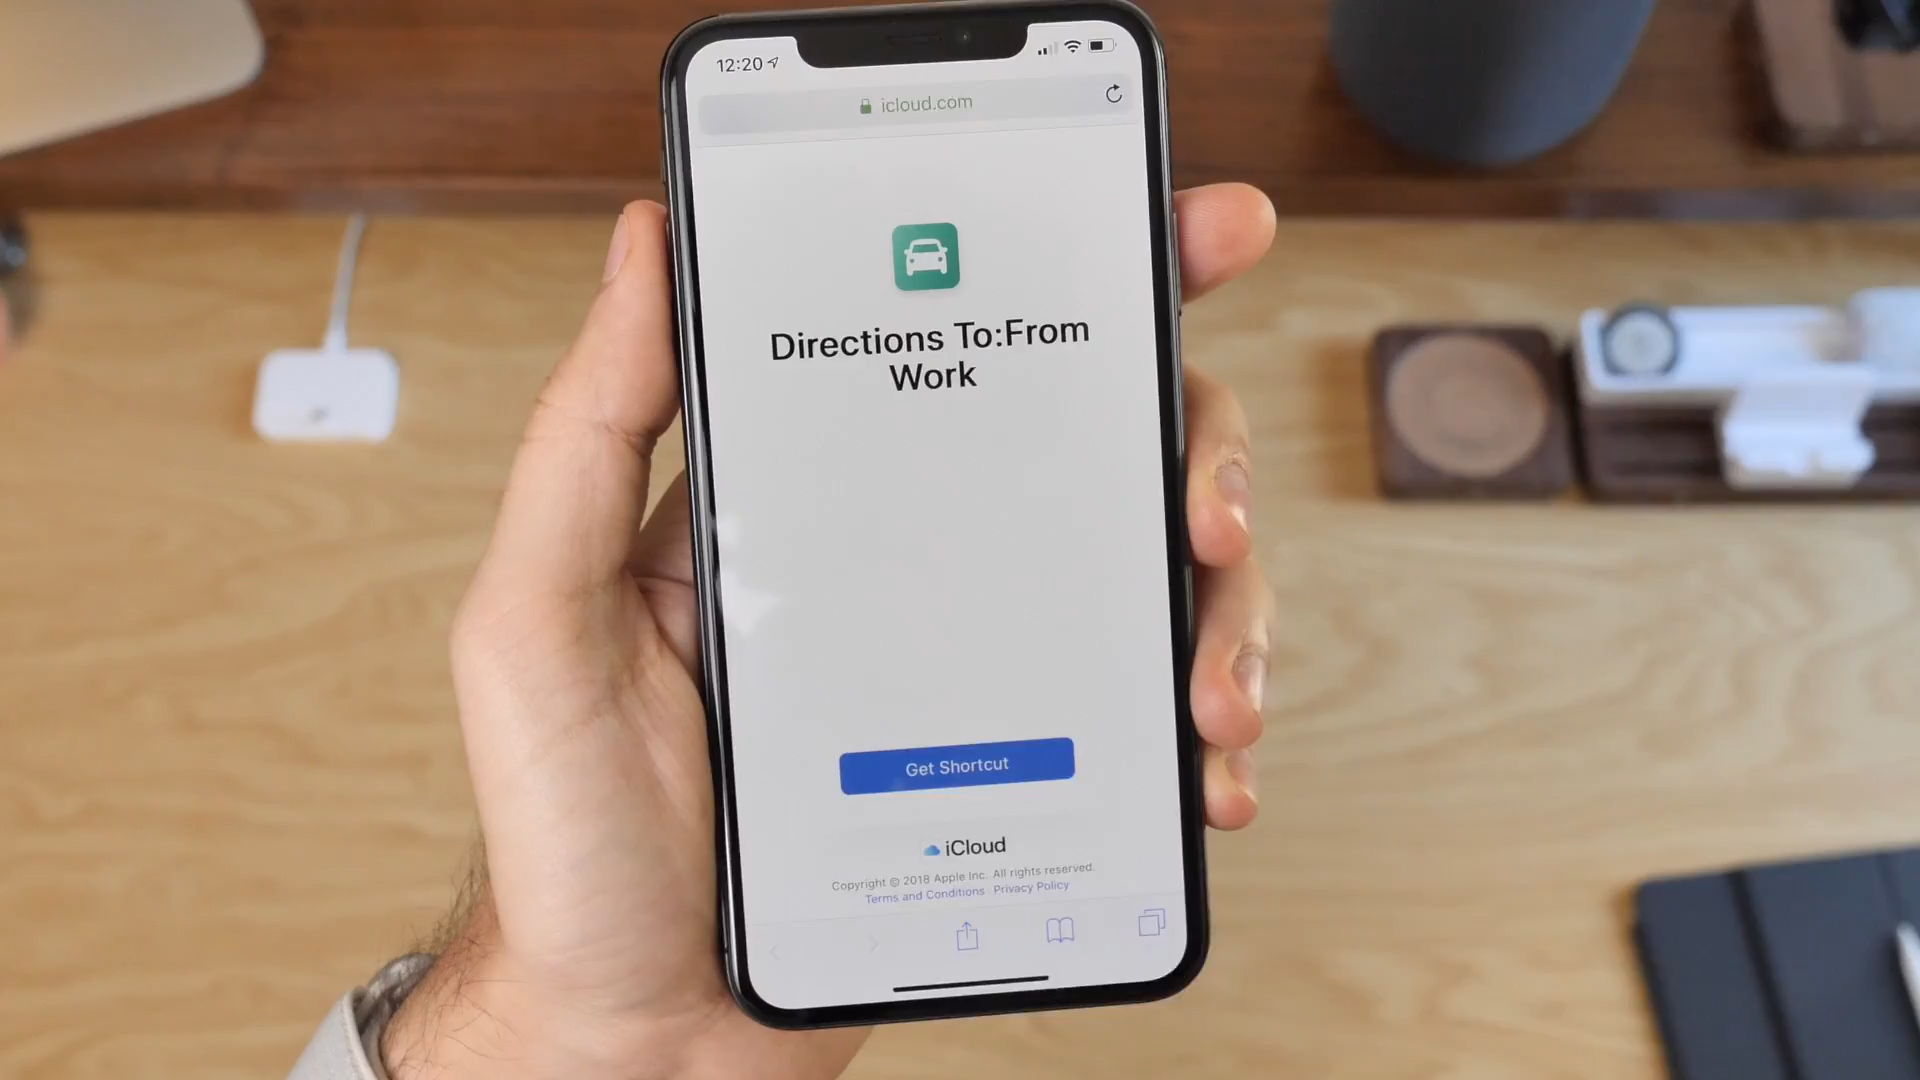 12:20
icloud.com
Directions To:From
Work
Get Shortcut
iCloud
Copyright © 2018 Apple Inc. All rights reserved.
Terms and Conditions Privacy Policy